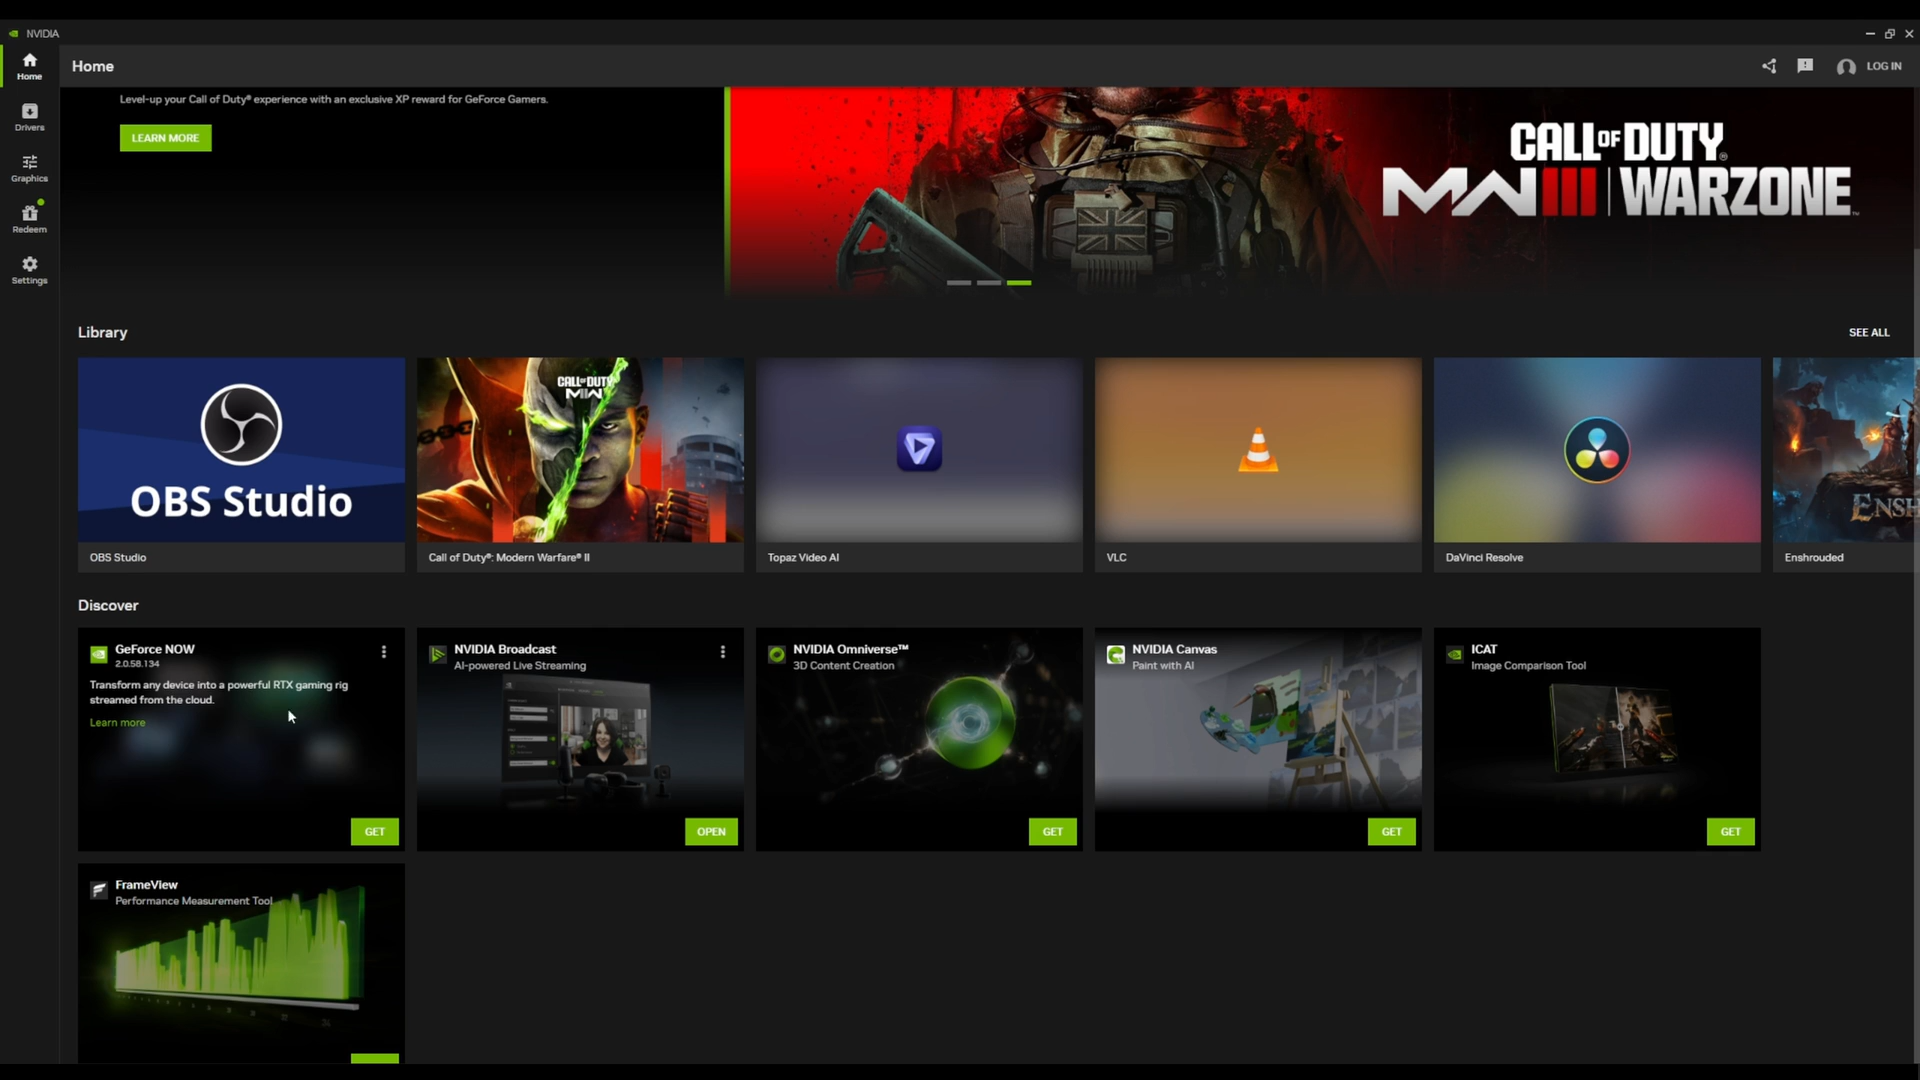 NVIDIA
Home
Home
LOG IN
Drivers
Graphics
Redeem
Settings
Level-up your Call of Duty® experience with an exclusive XP reward for GeForce Gamers.
LEARN MORE
CALL OF DUTY®
MWIII | WARZONE™
Library
SEE ALL
OBS Studio
CALL OF DUTY
MWII
ENSH
OBS Studio
Call of Duty®: Modern Warfare® II
Topaz Video AI
VLC
DaVinci Resolve
Enshrouded
Discover
GeForce NOW
2.0.58.134
Transform any device into a powerful RTX gaming rig
streamed from the cloud.
Learn more
GET
NVIDIA Broadcast
AI-powered Live Streaming
OPEN
NVIDIA Omniverse™
3D Content Creation
GET
NVIDIA Canvas
Paint with AI
GET
ICAT
Image Comparison Tool
GET
FrameView
Performance Measurement Tool